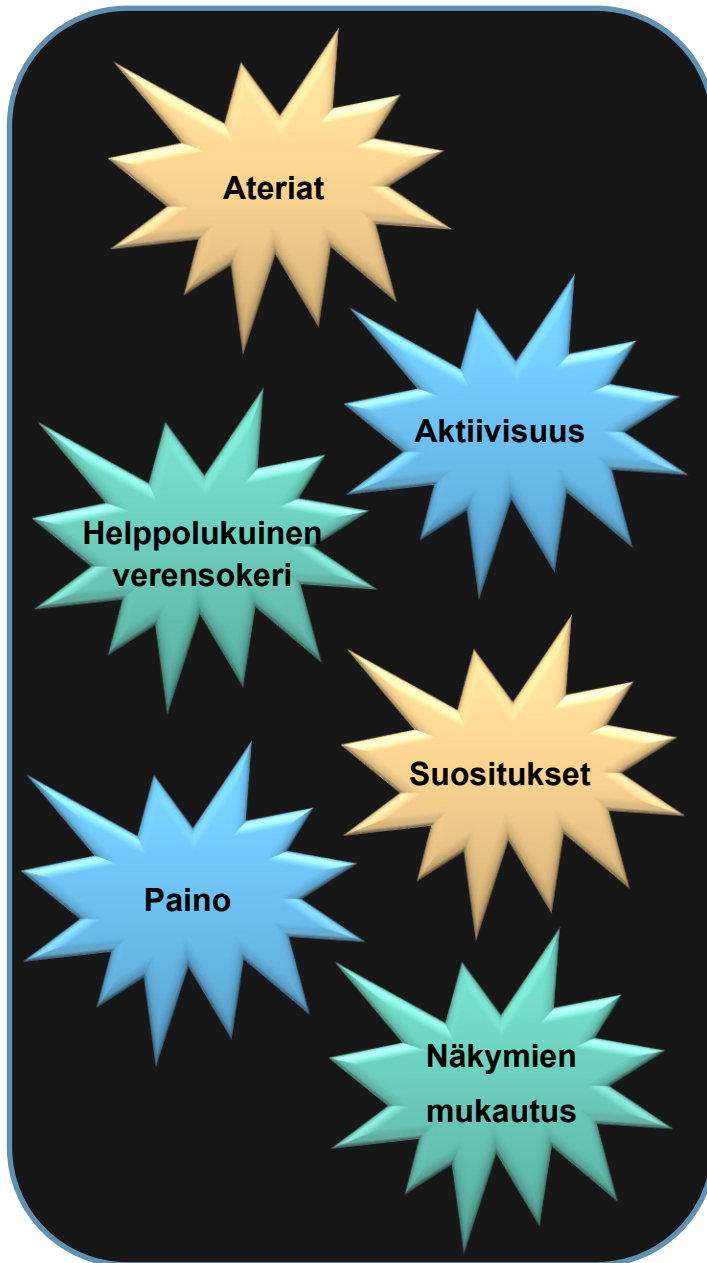 Ateriat
Aktiivisuus
Helppolukuinen
verensokeri
Suositukset
Paino
Näkymien
mukautus